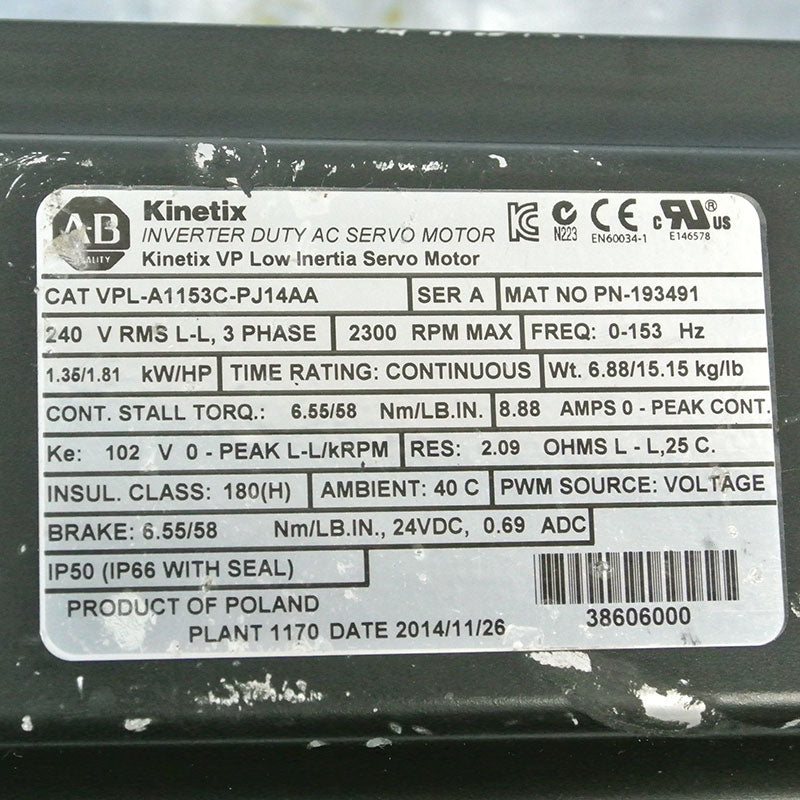 AB
QUALITY
Kinetix
INVERTER DUTY AC SERVO MOTOR
Kinetix VP Low Inertia Servo Motor
N223
CE
EN60034-1
c RU ® US
E146578
CAT VPL-A1153C-PJ14AA SER A MAT NO PN-193491
240 V RMS L-L, 3 PHASE 2300 RPM MAX FREQ: 0-153 Hz
1.35/1.81 kW/HP TIME RATING: CONTINUOUS Wt. 6.88/15.15 kg/lb
CONT. STALL TORQ.: 6.55/58 Nm/LB.IN. 8.88 AMPS 0 - PEAK CONT.
Ke: 102 V 0 - PEAK L-L/kRPM RES: 2.09 OHMS L - L,25 C.
INSUL. CLASS: 180(H) AMBIENT: 40 C PWM SOURCE: VOLTAGE
BRAKE: 6.55/58 Nm/LB.IN., 24VDC, 0.69 ADC
IP50 (IP66 WITH SEAL)
PRODUCT OF POLAND
PLANT 1170 DATE 2014/11/26
38606000